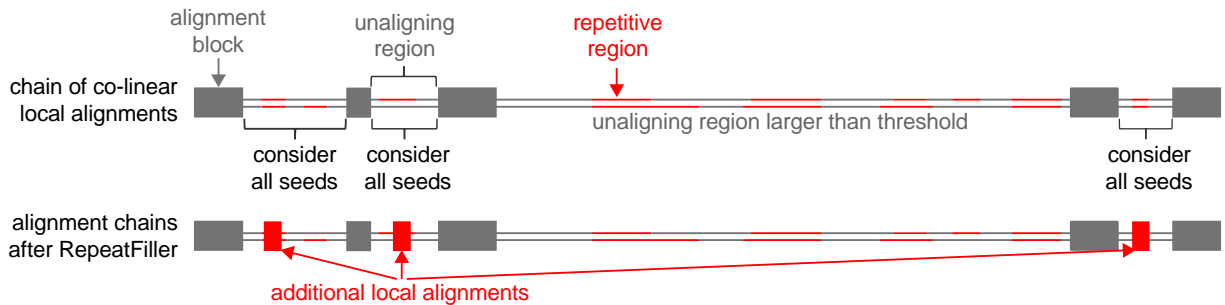 alignment
block
unaligning
region
repetitive
region
chain of co-linear
local alignments
unaligning region larger than threshold
consider
all seeds
consider
all seeds
consider
all seeds
alignment chains
after RepeatFiller
additional local alignments